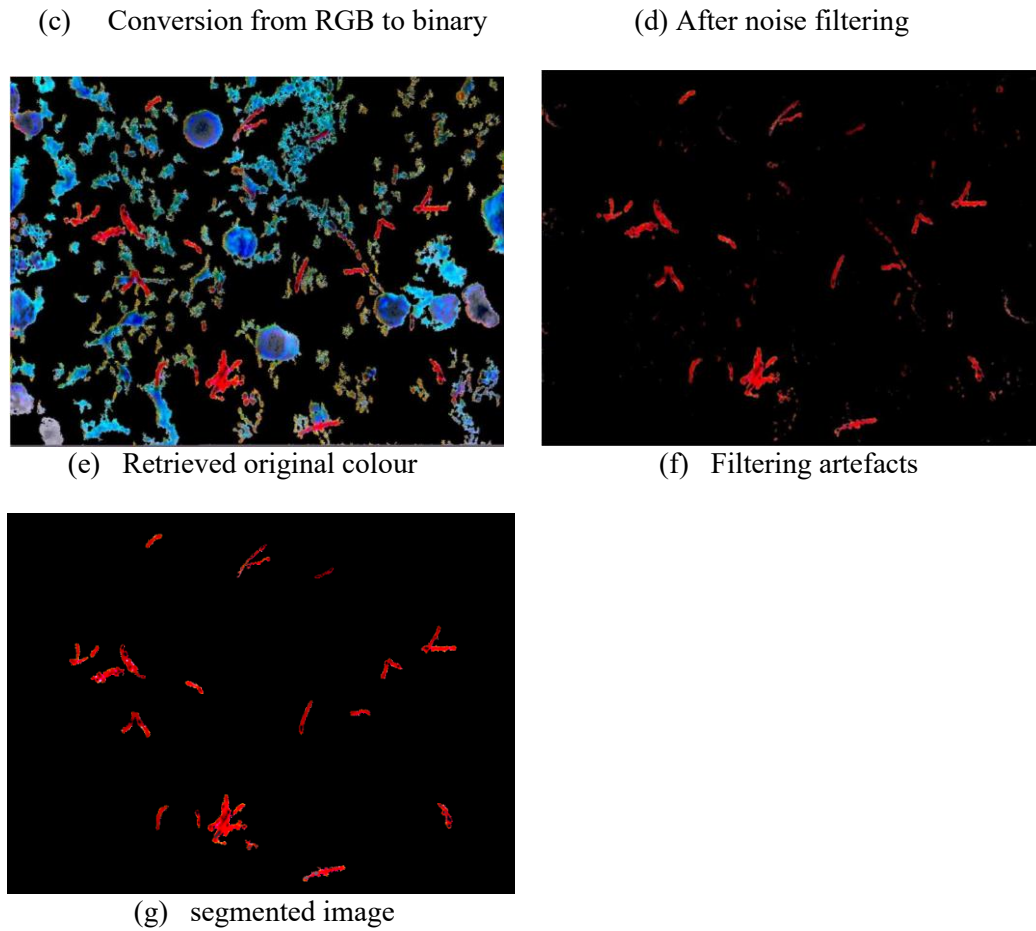 (c) Conversion from RGB to binary
(d) After noise filtering
(e) Retrieved original colour
(f) Filtering artefacts
(g) segmented image